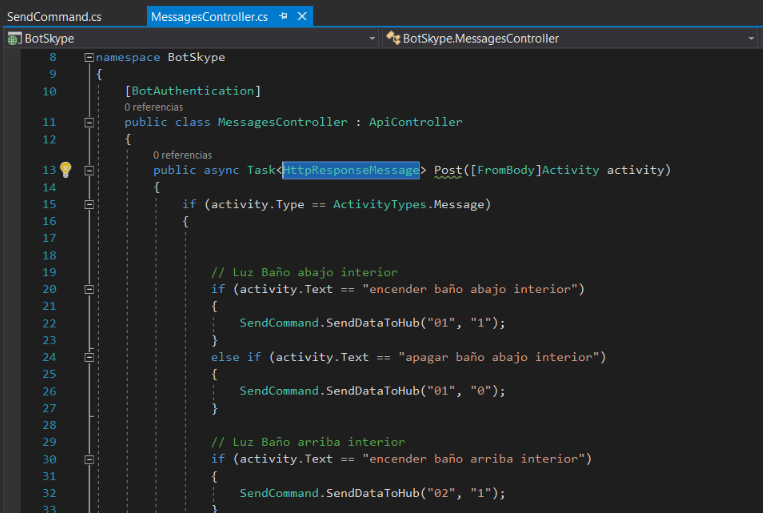 SendCommand.cs MessagesController.cs
BotSkype BotSkype.MessagesController
8 namespace BotSkype
9 {
10 [BotAuthentication]
0 referencias
11 public class MessagesController : ApiController
12 {
0 referencias
13 public async Task<HttpResponseMessage> Post([FromBody]Activity activity)
14 {
15 if (activity.Type == ActivityTypes.Message)
16 {
17
18
19 // Luz Baño abajo interior
20 if (activity.Text == "encender baño abajo interior")
21 {
22 SendCommand.SendDataToHub("01", "1");
23 }
24 else if (activity.Text == "apagar baño abajo interior")
25 {
26 SendCommand.SendDataToHub("01", "0");
27 }
28
29 // Luz Baño arriba interior
30 if (activity.Text == "encender baño arriba interior")
31 {
32 SendCommand.SendDataToHub("02", "1");
33 }